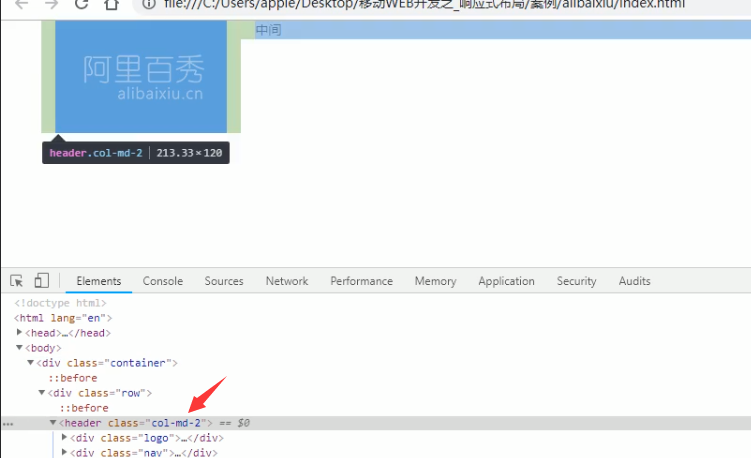 file:///C:/Users/apple/Desktop/移动WEB开发之_响应式布局/案例/alibaixiu/index.html
中间
阿里百秀
alibaixiu.cn
header.col-md-2 | 213.33×120
Elements Console Sources Network Performance Memory Application Security Audits
<!doctype html>
<html lang="en">
▶<head>…</head>
▼<body>
▼<div class="container">
::before
▼<div class="row">
::before
… ▼<header class="col-md-2"> == $0
▶<div class="logo">…</div>
▶<div class="nav">…</div>